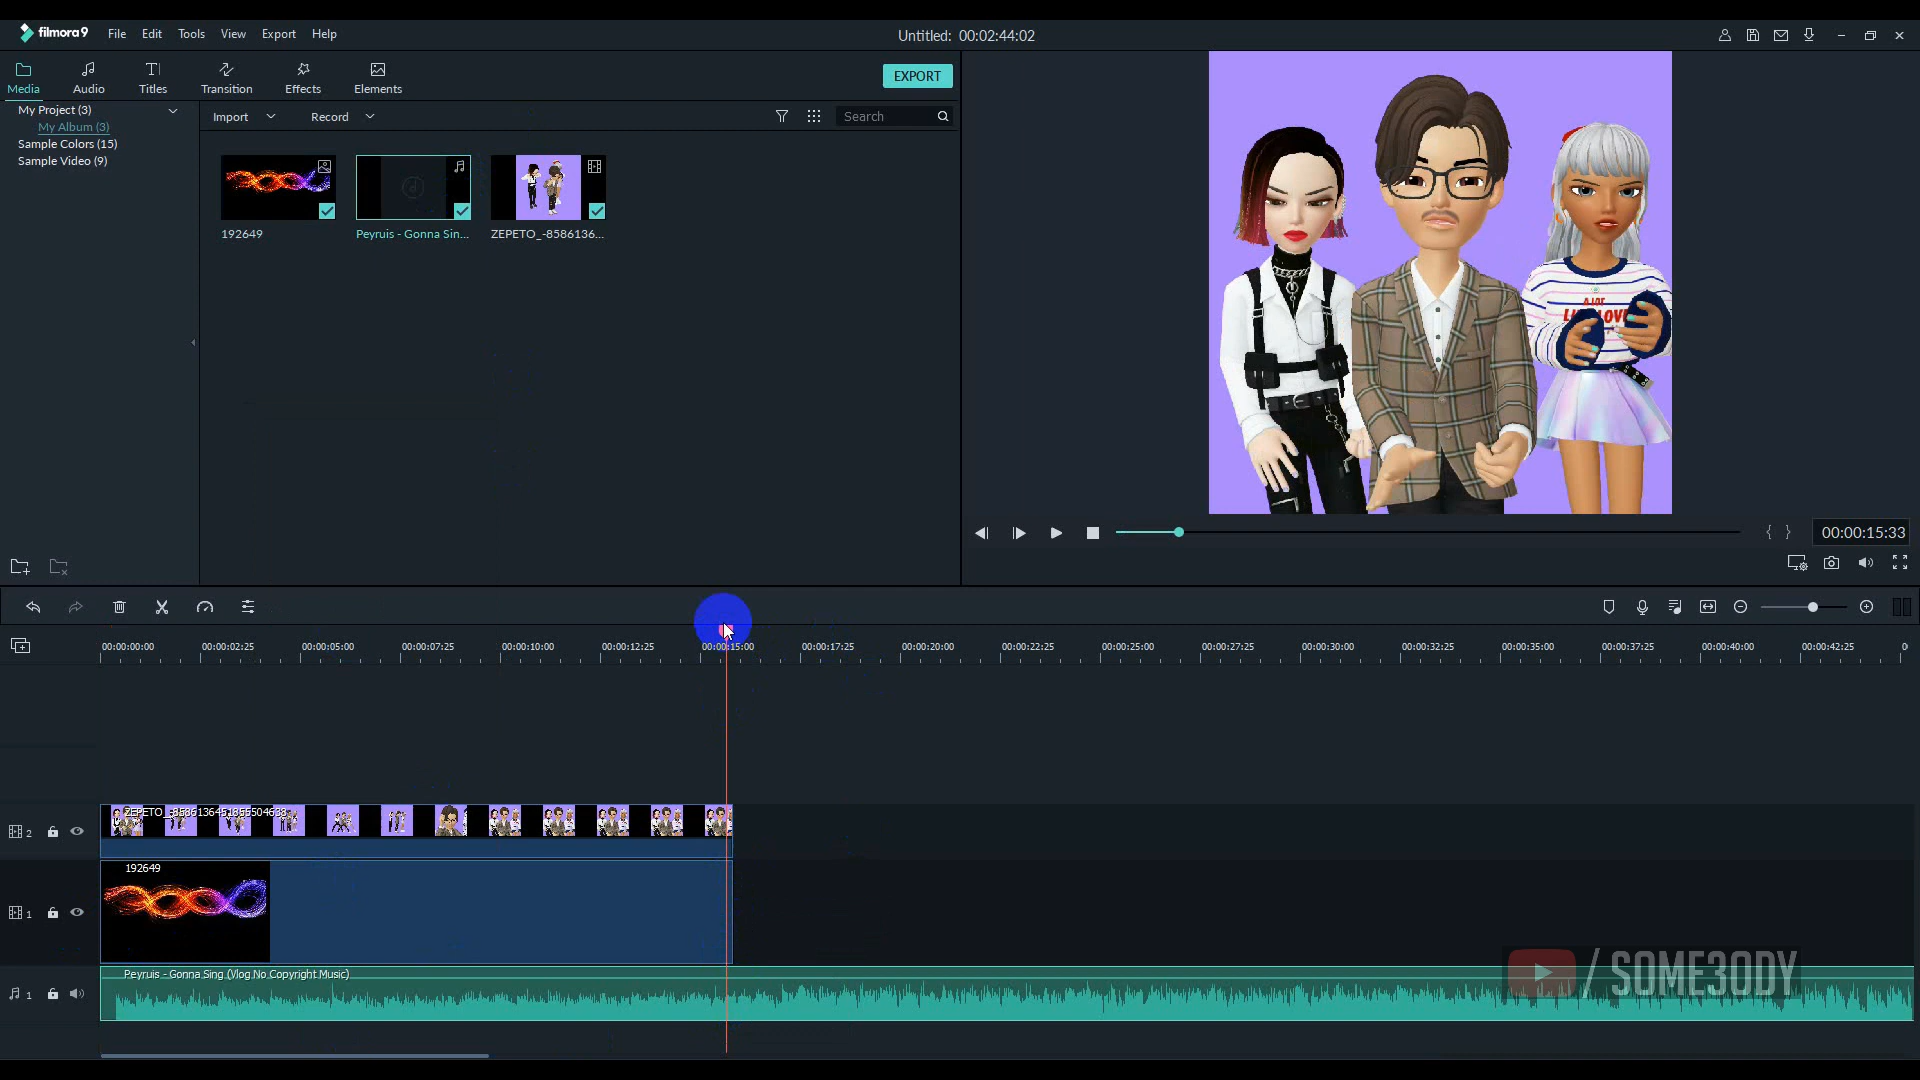 filmora9 File Edit Tools View Export Help
Untitled: 00:02:44:02
Media Audio Titles Transition Effects Elements
EXPORT
My Project (3)
My Album (3)
Sample Colors (15)
Sample Video (9)
Import Record Search
192649 Peyruis - Gonna Sin... ZEPETO_-8586136...
A LOT
{ } 00:00:15:33
00:00:00:00 00:00:02:25 00:00:05:00 00:00:07:25 00:00:10:00 00:00:12:25 00:00:15:00 00:00:17:25 00:00:20:00 00:00:22:25 00:00:25:00 00:00:27:25 00:00:30:00 00:00:32:25 00:00:35:00 00:00:37:25 00:00:40:00 00:00:42:25
2
192649
1
Peyruis - Gonna Sing (Vlog No Copyright Music)
1
/ SOME3ODY